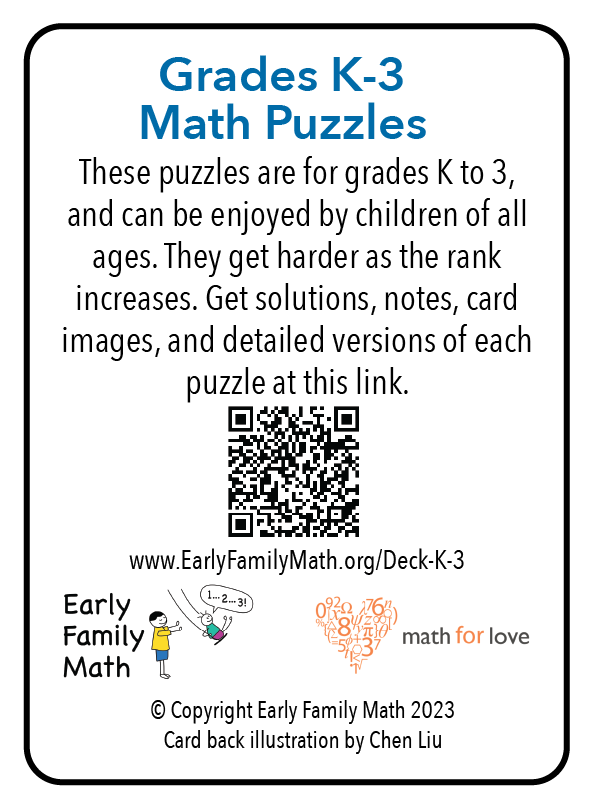 Grades K-3
Math Puzzles
These puzzles are for grades K to 3,
and can be enjoyed by children of all
ages. They get harder as the rank
increases. Get solutions, notes, card
images, and detailed versions of each
puzzle at this link.
www.EarlyFamilyMath.org/Deck-K-3
Early
Family
Math
1... 2... 3!
math for love
© Copyright Early Family Math 2023
Card back illustration by Chen Liu